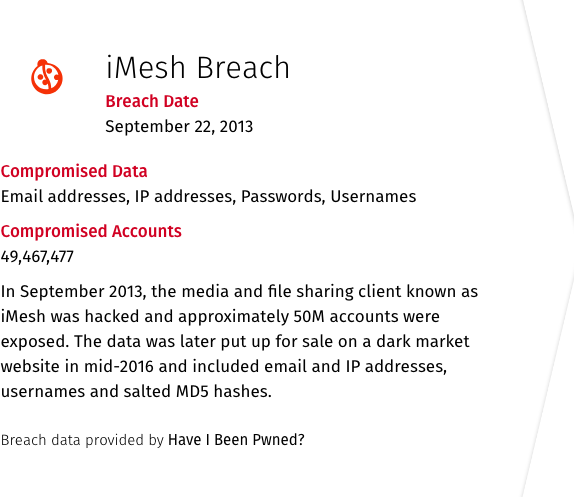 iMesh Breach
Breach Date
September 22, 2013
Compromised Data
Email addresses, IP addresses, Passwords, Usernames
Compromised Accounts
49,467,477
In September 2013, the media and file sharing client known as
iMesh was hacked and approximately 50M accounts were
exposed. The data was later put up for sale on a dark market
website in mid-2016 and included email and IP addresses,
usernames and salted MD5 hashes.
Breach data provided by Have I Been Pwned?